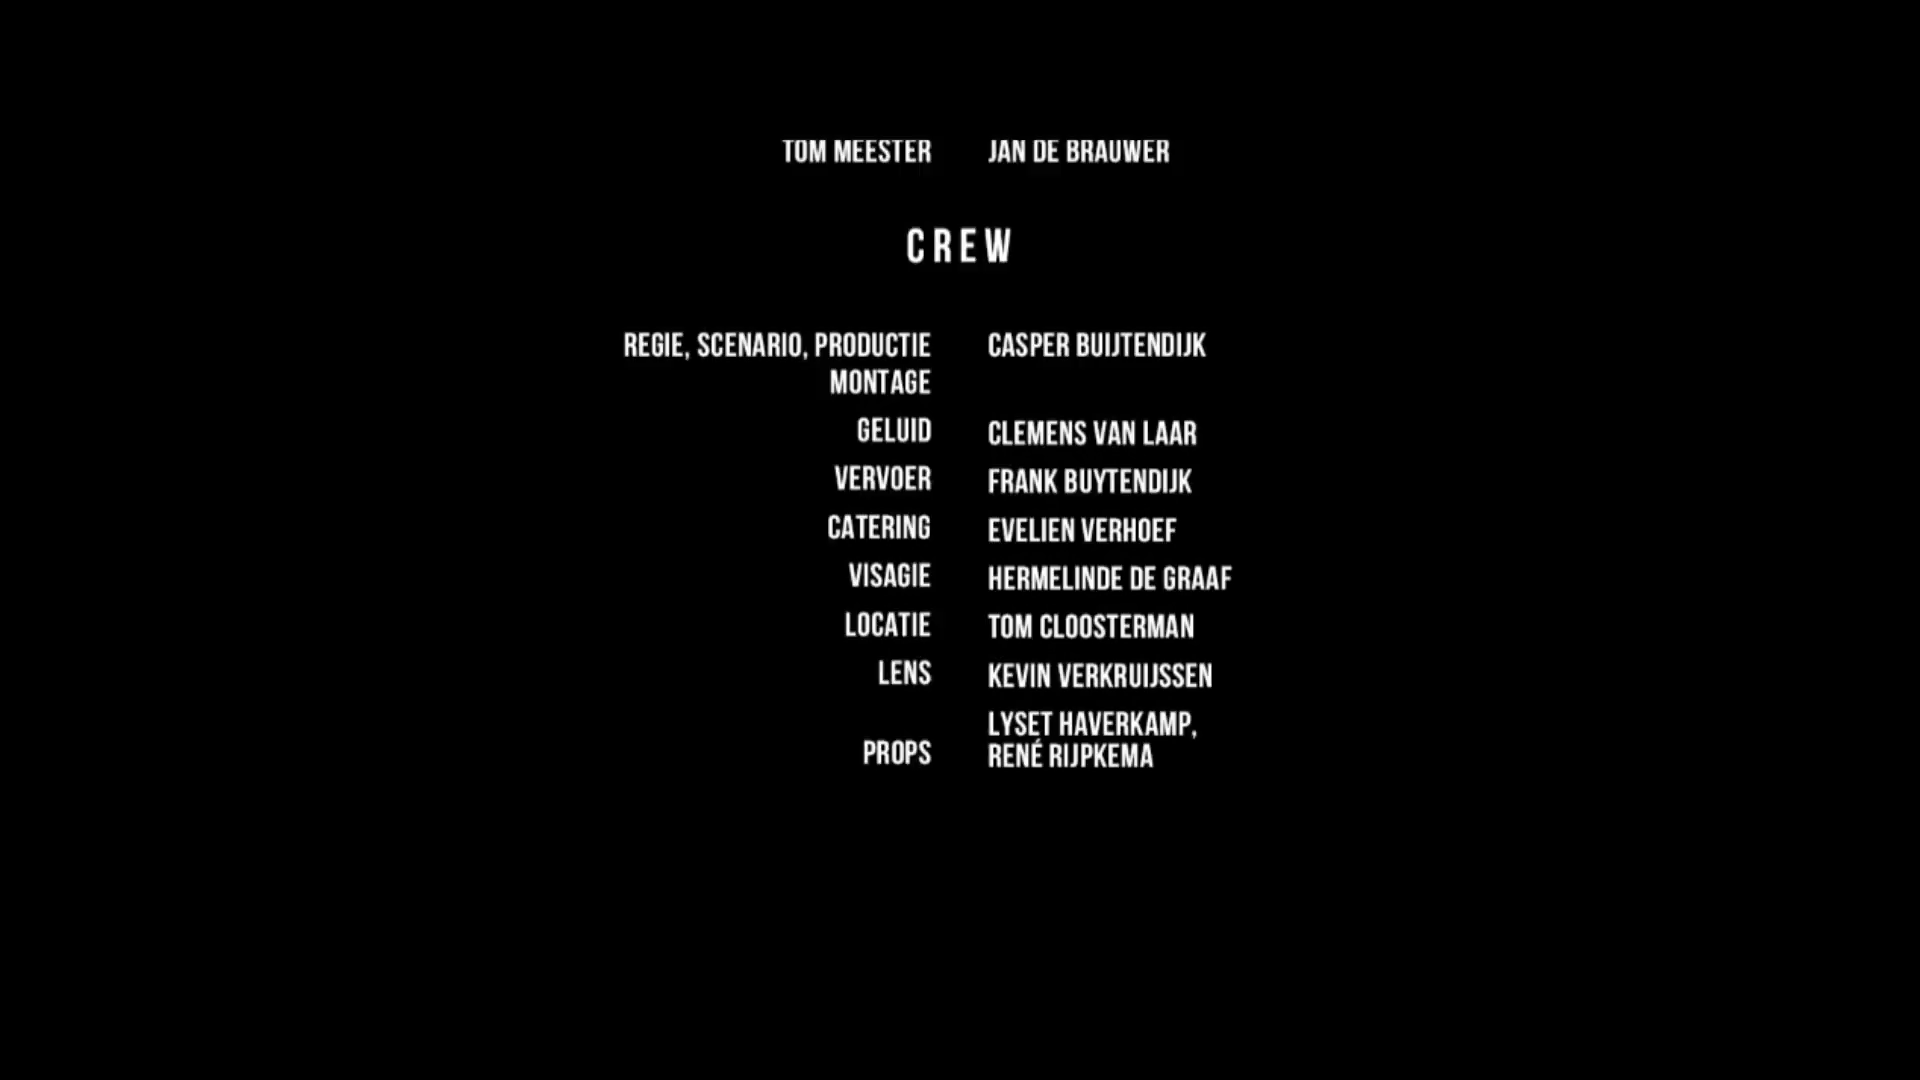 TOM MEESTER JAN DE BRAUWER
CREW
REGIE, SCENARIO, PRODUCTIE CASPER BUIJTENDIJK
MONTAGE
GELUID CLEMENS VAN LAAR
VERVOER FRANK BUYTENDIJK
CATERING EVELIEN VERHOEF
VISAGIE HERMELINDE DE GRAAF
LOCATIE TOM CLOOSTERMAN
LENS KEVIN VERKRUIJSSEN
LYSET HAVERKAMP,
PROPS RENÉ RIJPKEMA